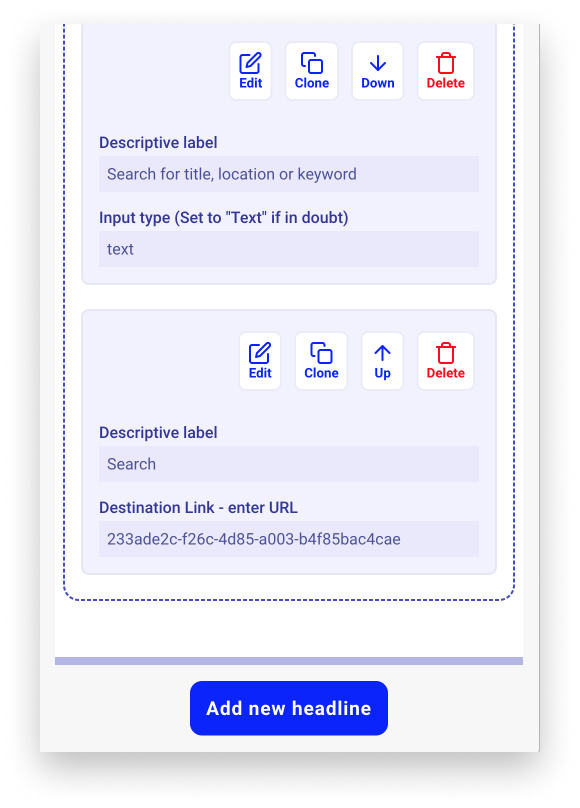 Edit Clone Down Delete
Descriptive label
Search for title, location or keyword
Input type (Set to "Text" if in doubt)
text
Edit Clone Up Delete
Descriptive label
Search
Destination Link - enter URL
233ade2c-f26c-4d85-a003-b4f85bac4cae
Add new headline